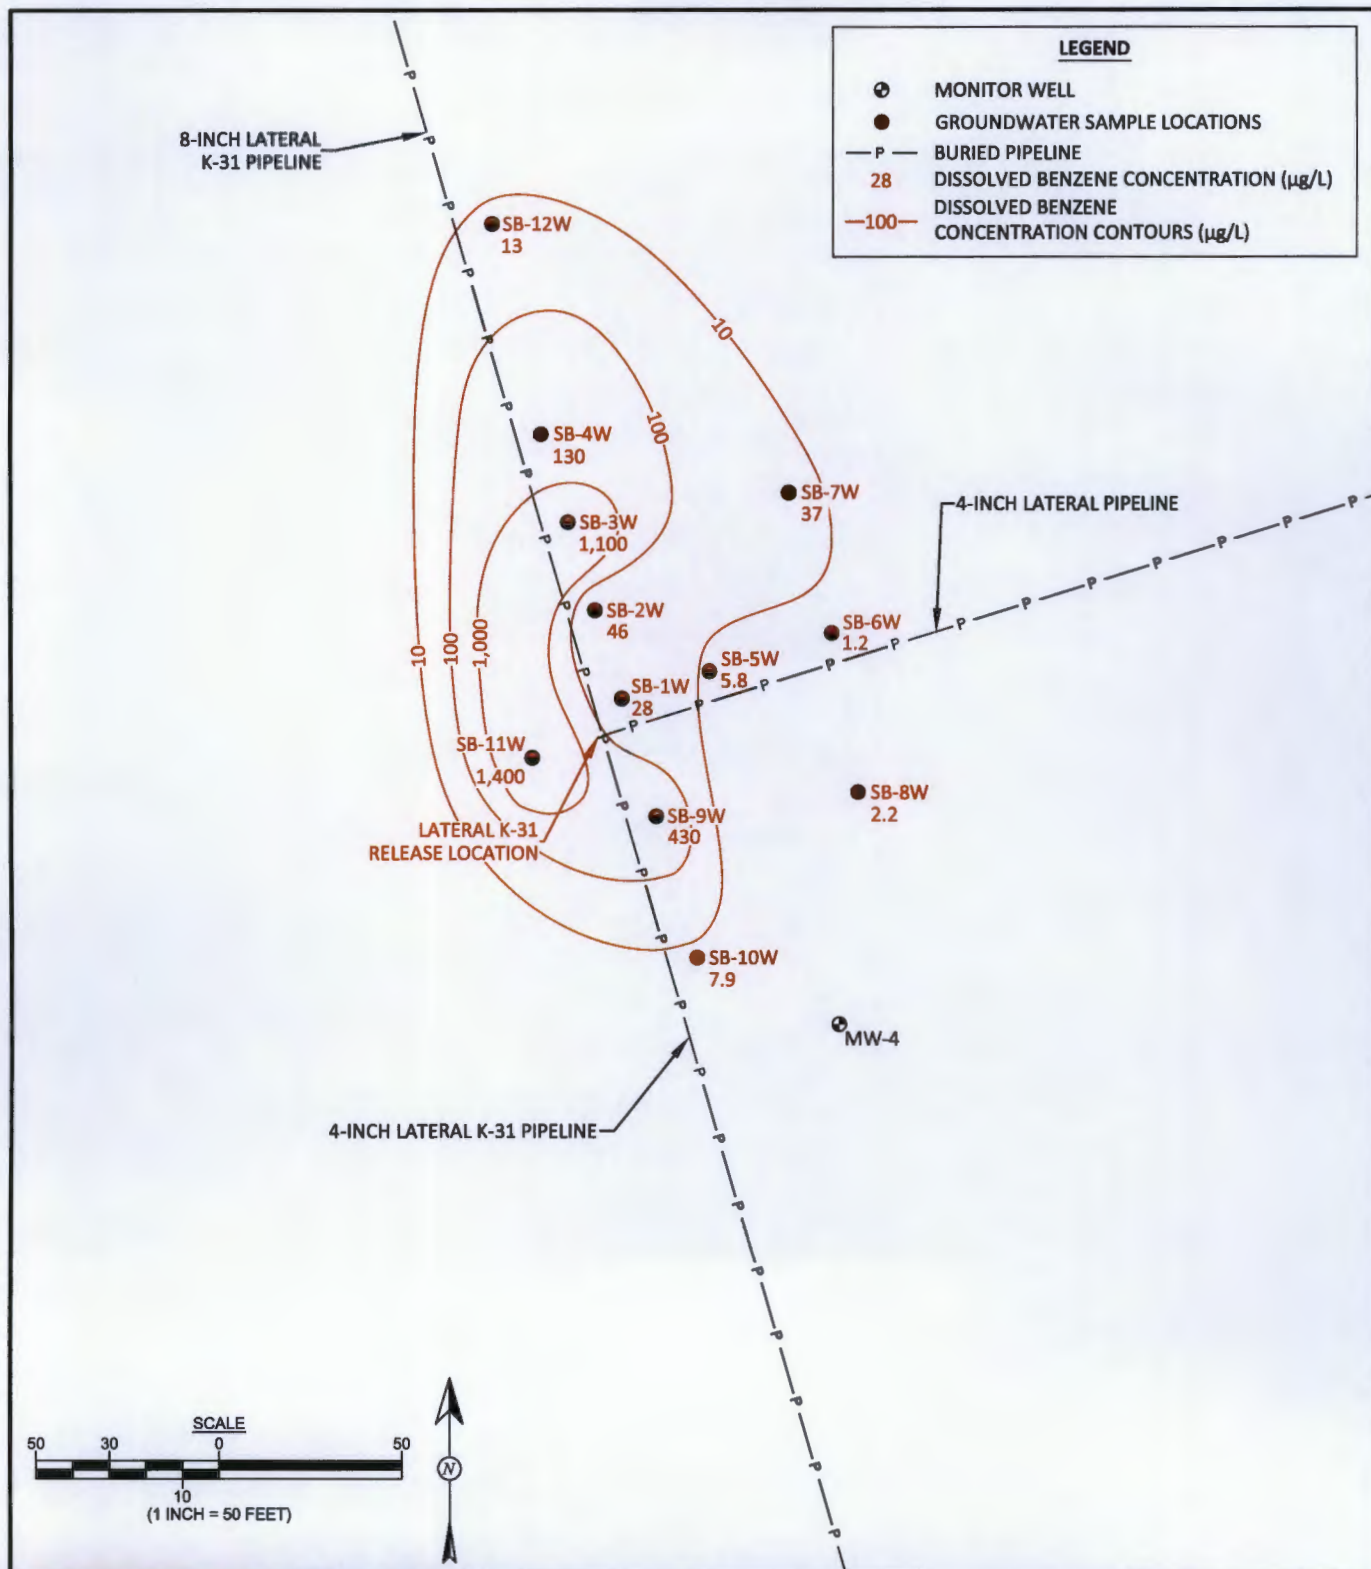 LEGEND
MONITOR WELL
GROUNDWATER SAMPLE LOCATIONS
P BURIED PIPELINE
28 DISSOLVED BENZENE CONCENTRATION (µg/L)
DISSOLVED BENZENE
100 CONCENTRATION CONTOURS (µg/L)
P
8-INCH LATERAL
K-31 PIPELINE
P
P
SB-12W
13
P
10
P
P
100
SB-4W
130
P
SB-7W
37
4-INCH LATERAL PIPELINE
P
P
P
P
P
P
P
P
P
P
P
SB-3W
1,100
P
P
SB-2W
46
SB-6W
1.2
10
100
1,000
P
SB-5W
5.8
SB-1W
28
P
SB-11W
1,400
SB-8W
2.2
P
SB-9W
430
LATERAL K-31
RELEASE LOCATION
P
P
SB-10W
7.9
P
MW-4
P
4-INCH LATERAL K-31 PIPELINE
P
P
P
P
P
P
P
SCALE
50 30 0 50
10
(1 INCH = 50 FEET)
N